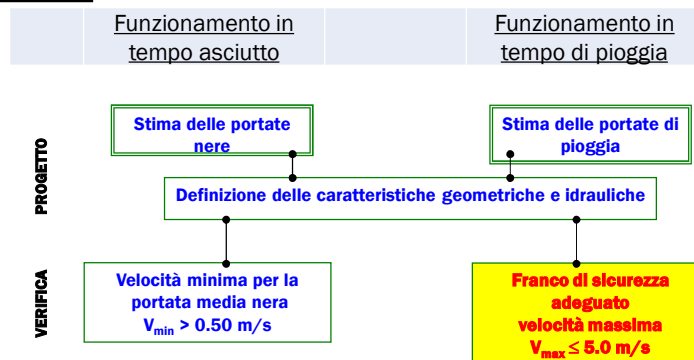 Funzionamento in
tempo asciutto
Funzionamento in
tempo di pioggia
PROGETTO
Stima delle portate
nere
Stima delle portate di
pioggia
Definizione delle caratteristiche geometriche e idrauliche
VERIFICA
Velocità minima per la
portata media nera
Vmin > 0.50 m/s
Franco di sicurezza
adeguato
velocità massima
Vmax ≤ 5.0 m/s